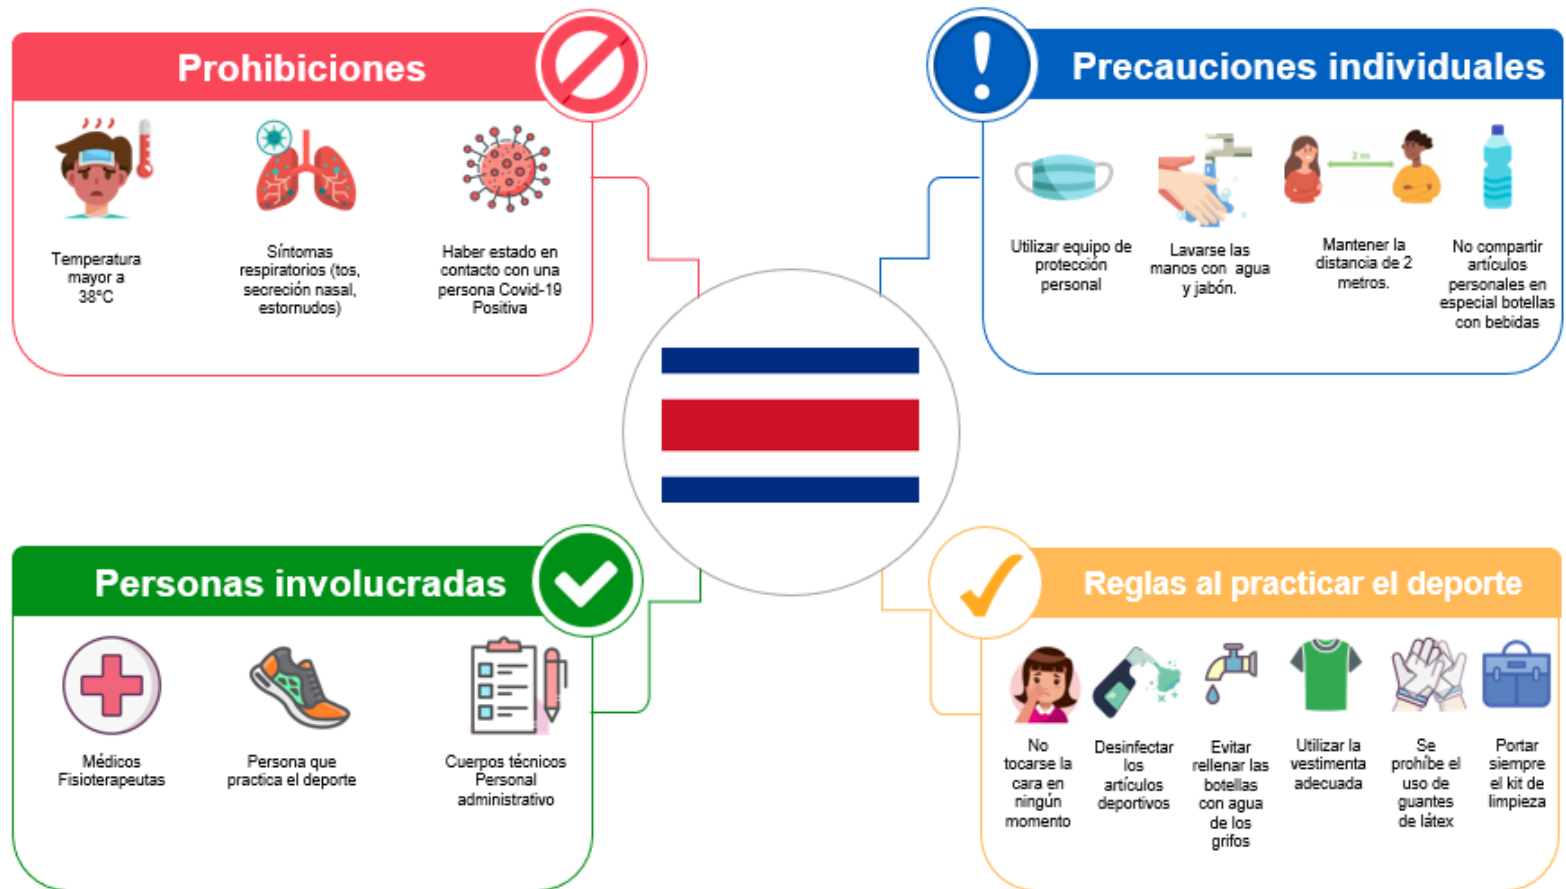 Prohibiciones
Temperatura
mayor a
38°C
Síntomas
respiratorios (tos,
secreción nasal,
estornudos)
Haber estado en
contacto con una
persona Covid-19
Positiva
Precauciones individuales
2 m
Utilizar equipo de
protección
personal
Lavarse las
manos con agua
y jabón.
Mantener la
distancia de 2
metros.
No compartir
artículos
personales en
especial botellas
con bebidas
Personas involucradas
Médicos
Fisioterapeutas
Persona que
practica el deporte
Cuerpos técnicos
Personal
administrativo
Reglas al practicar el deporte
No
tocarse la
cara en
ningún
momento
Desinfectar
los
artículos
deportivos
Evitar
rellenar las
botellas
con agua
de los
grifos
Utilizar la
vestimenta
adecuada
Se
prohíbe el
uso de
guantes
de látex
Portar
siempre
el kit de
limpieza